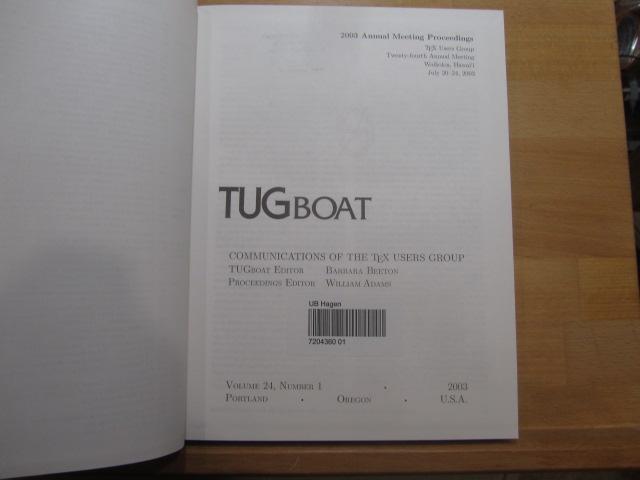 2003 Annual Meeting Proceedings
TEX Users Group
Twenty-fourth Annual Meeting
Waikoloa, Hawai'i
July 20–24, 2003
TUGBOAT
COMMUNICATIONS OF THE TEX USERS GROUP
TUGBOAT EDITOR BARBARA BEETON
PROCEEDINGS EDITOR WILLIAM ADAMS
UB Hagen
7204360 01
VOLUME 24, NUMBER 1 • 2003
PORTLAND • OREGON • U.S.A.